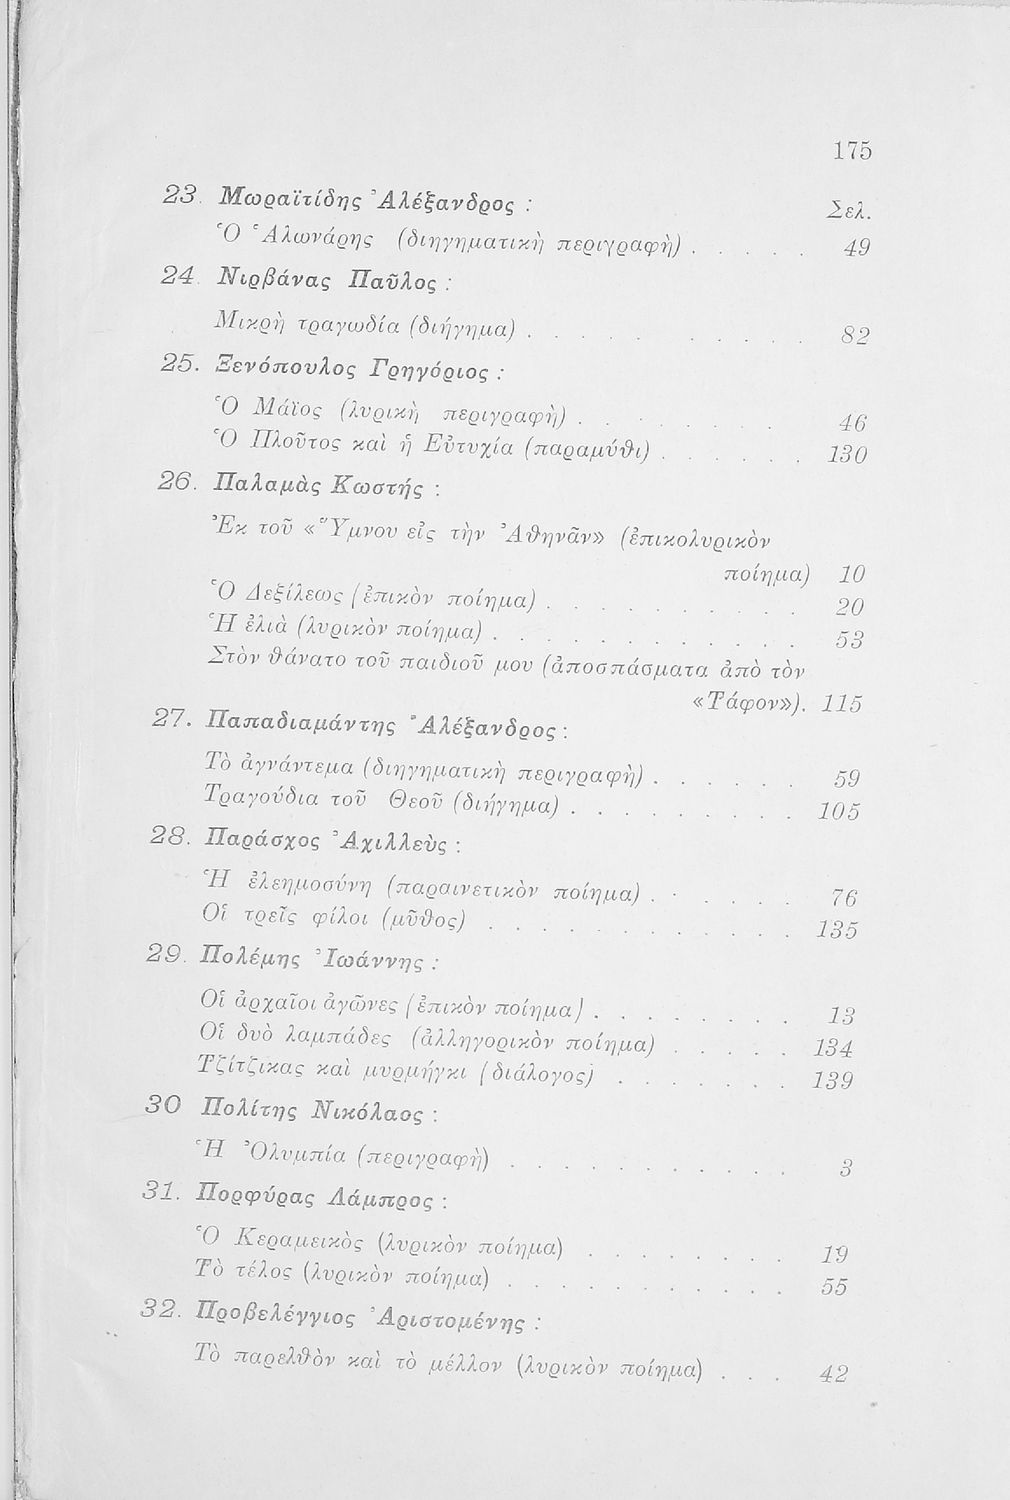 175
23. Μωραϊτίδης Ἀλέξανδρος : Σελ.
Ὁ Ἁλωνάρης (διηγηματικὴ περιγραφὴ) . . . . . 49
24. Νιρβάνας Παῦλος :
Μικρὴ τραγωδία (διήγημα) . . . . . . . . . . 82
25. Ξενόπουλος Γρηγόριος :
Ὁ Μάϊος (λυρικὴ περιγραφὴ) . . . . . . . . 46
Ὁ Πλοῦτος καὶ ἡ Εὐτυχία (παραμύθι) . . . . . . 130
26. Παλαμὰς Κωστής :
Ἐκ τοῦ «Ὕμνου εἰς τὴν Ἀθηνᾶν» (ἐπικολυρικὸν
ποίημα) 10
Ὁ Δεξίλεως (ἐπικὸν ποίημα) . . . . . . . . . . 20
Ἡ ἐλιὰ (λυρικὸν ποίημα) . . . . . . . . . . . . 53
Στὸν θάνατο τοῦ παιδιοῦ μου (ἀποσπάσματα ἀπὸ τὸν
«Τάφον»). 115
27. Παπαδιαμάντης Ἀλέξανδρος :
Τὸ ἀγνάντεμα (διηγηματικὴ περιγραφὴ) . . . . . . 59
Τραγούδια τοῦ Θεοῦ (διήγημα) . . . . . . . . . 105
28. Παράσχος Ἀχιλλεὺς :
Ἡ ἐλεημοσύνη (παραινετικὸν ποίημα) . . . . . . 76
Οἱ τρεῖς φίλοι (μῦθος) . . . . . . . . . . . . 135
29. Πολέμης Ἰωάννης :
Οἱ ἀρχαῖοι ἀγῶνες (ἐπικὸν ποίημα) . . . . . . . . 13
Οἱ δυὸ λαμπάδες (ἀλληγορικὸν ποίημα) . . . . . 134
Τζίτζικας καὶ μυρμήγκι (διάλογος) . . . . . . . 139
30 Πολίτης Νικόλαος :
Ἡ Ὀλυμπία (περιγραφὴ) . . . . . . . . . . . 3
31. Πορφύρας Λάμπρος :
Ὁ Κεραμεικὸς (λυρικὸν ποίημα) . . . . . . . . 19
Τὸ τέλος (λυρικὸν ποίημα) . . . . . . . . . . . 55
32. Προβελέγγιος Ἀριστομένης :
Τὸ παρελθὸν καὶ τὸ μέλλον (λυρικὸν ποίημα) . . . 42